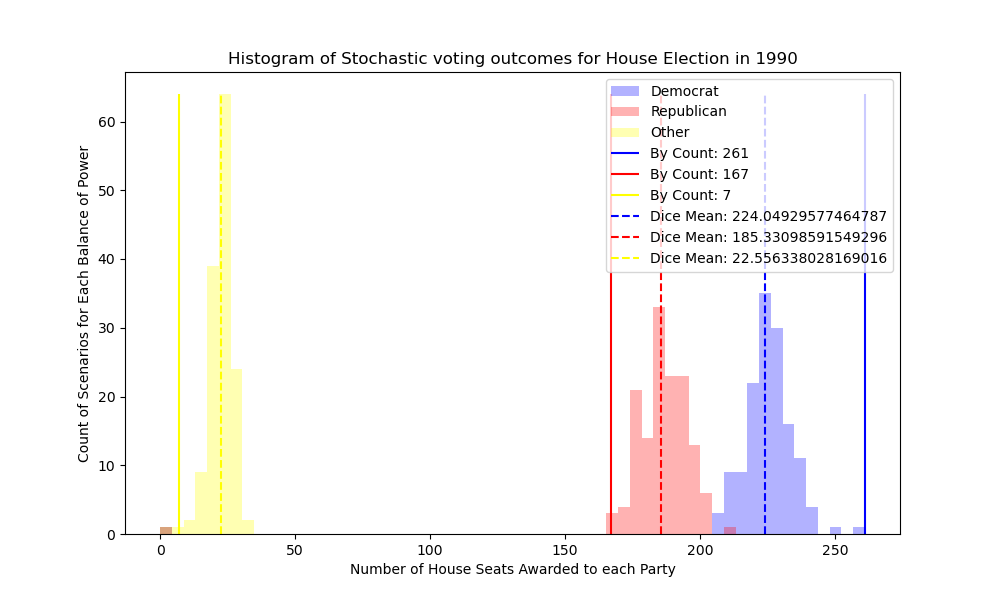 Histogram of Stochastic voting outcomes for House Election in 1990
Democrat
Republican
Other
By Count: 261
By Count: 167
By Count: 7
Dice Mean: 224.04929577464787
Dice Mean: 185.33098591549296
Dice Mean: 22.556338028169016
Count of Scenarios for Each Balance of Power
60
50
40
30
20
10
0
0 50 100 150 200 250
Number of House Seats Awarded to each Party